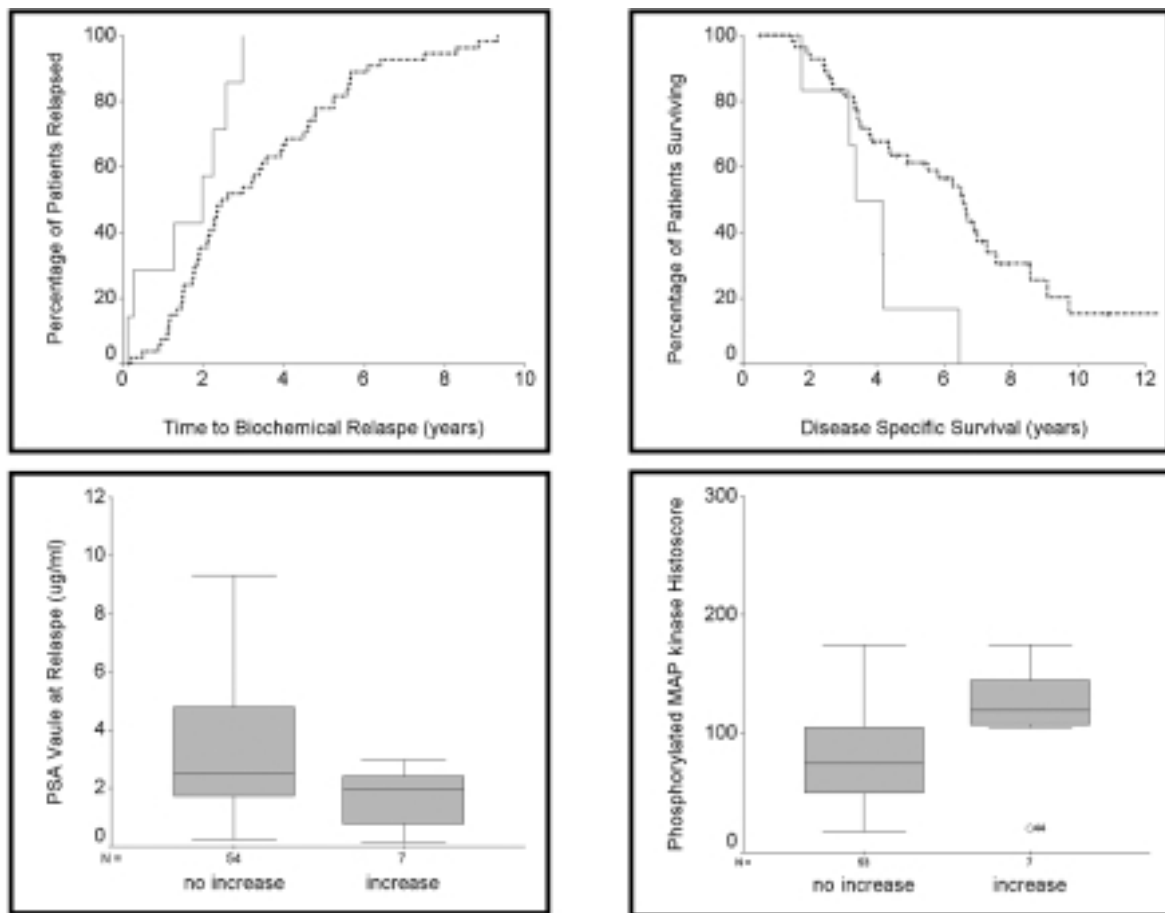 Percentage of Patients Relapsed
100
80
60
40
20
0
0 2 4 6 8 10
Time to Biochemical Relaspe (years)
Percentage of Patients Surviving
100
80
60
40
20
0
0 2 4 6 8 10 12
Disease Specific Survival (years)
PSA Vaule at Relaspe (ug/ml)
12
10
8
6
4
2
0
N = 54 7
no increase increase
Phosphorylated MAP kinase Histoscore
300
200
100
0
44
N = 53 7
no increase increase